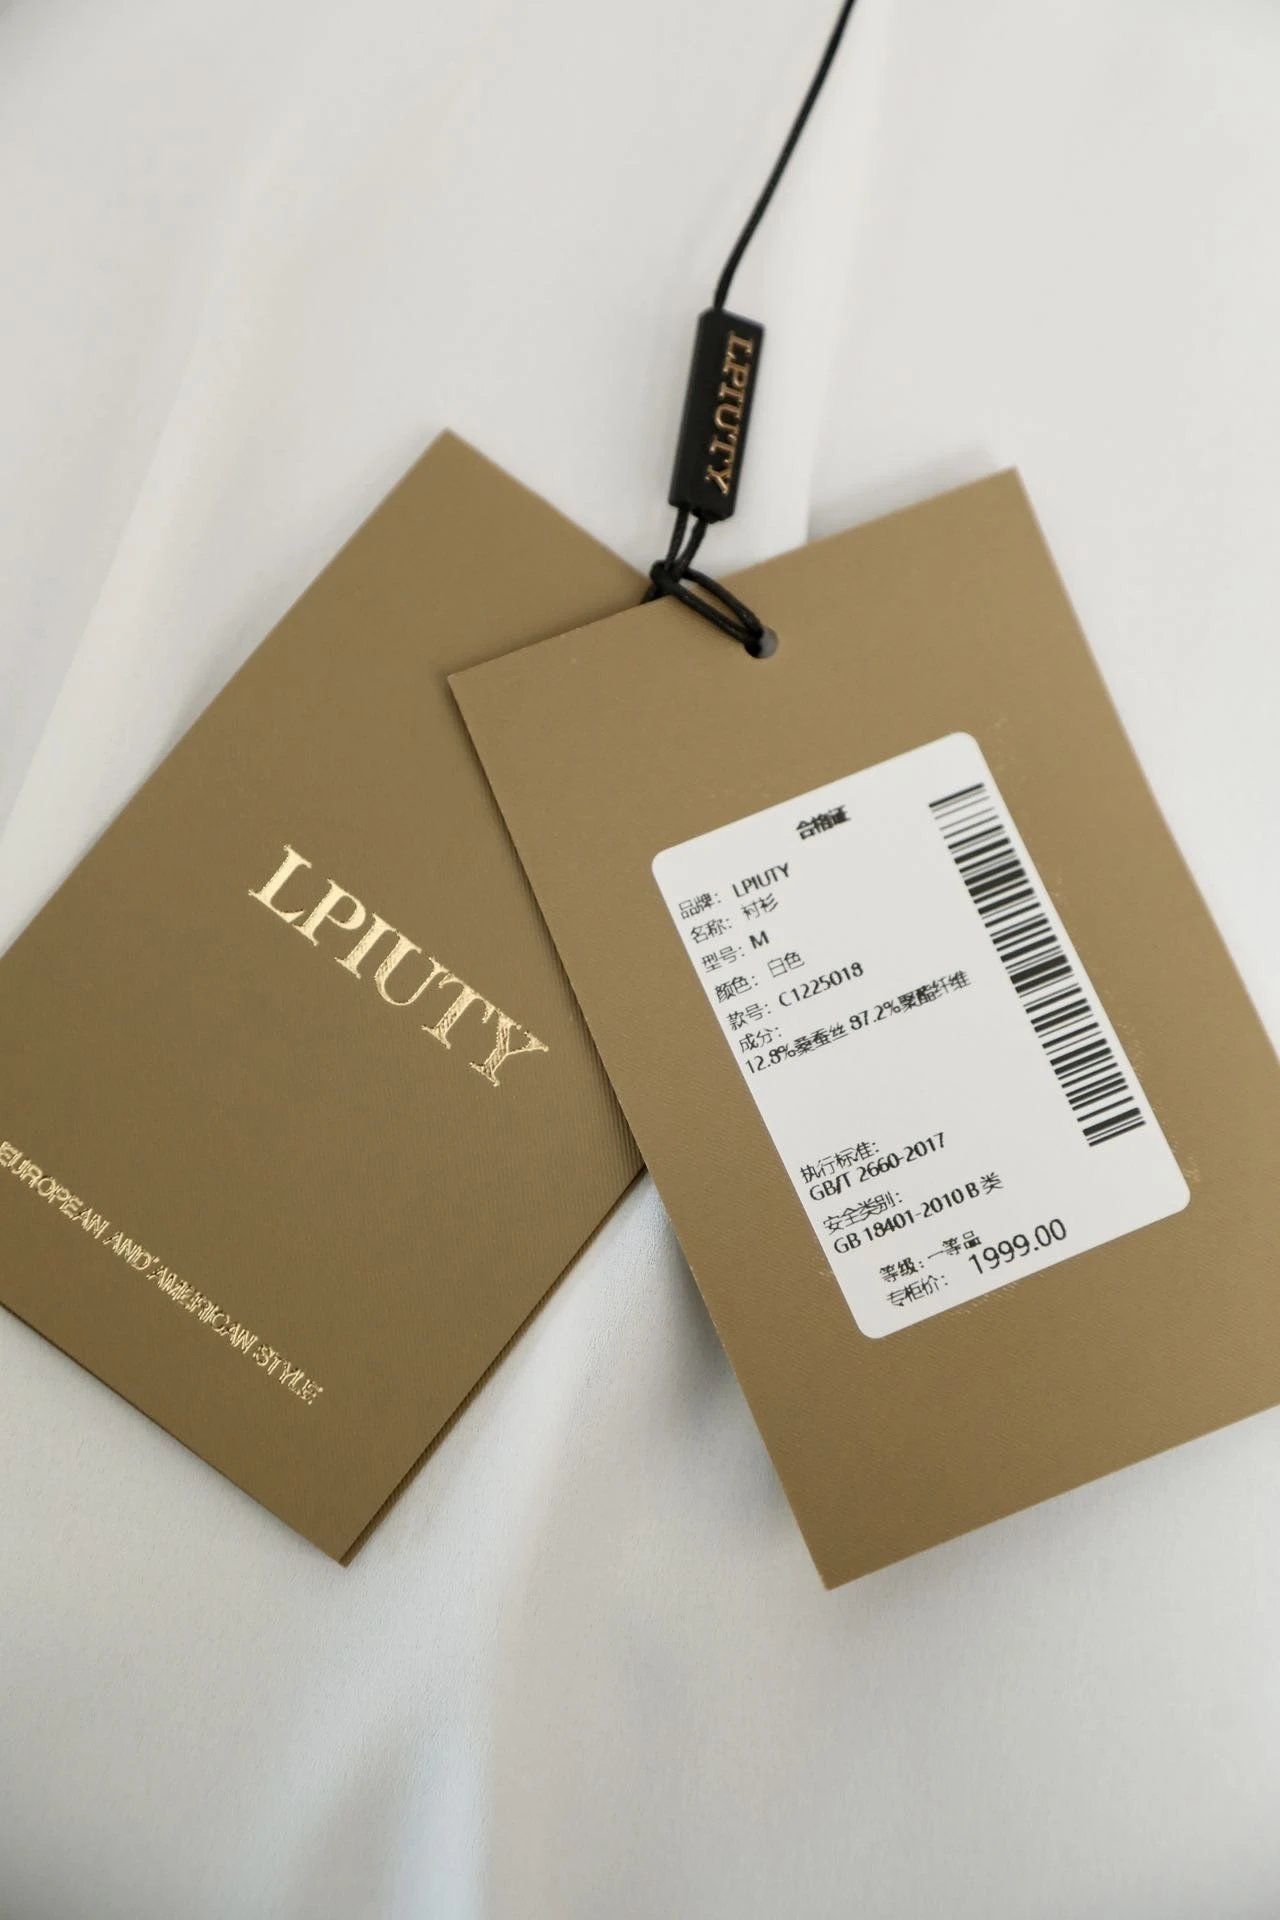 LPIUTY
LPIUTY
EUROPEAN AND AMERICAN STYLE
合格证
品牌: LPIUTY
名称: 衬衫
型号: M
颜色: 白色
款号: C1225018
成分:
12.8%桑蚕丝 87.2%聚酯纤维
执行标准:
GB/T 2660-2017
安全类别:
GB 18401-2010 B 类
等级: 一等品
专柜价: 1999.00